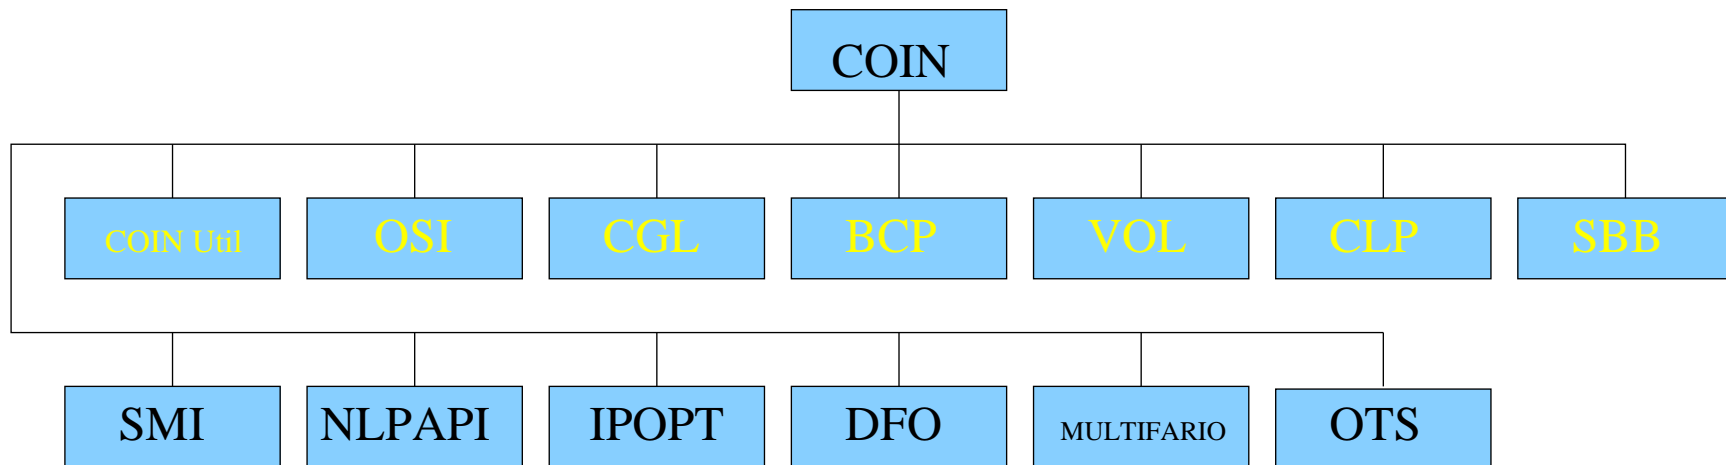 COIN
COIN Util
OSI
CGL
BCP
VOL
CLP
SBB
SMI
NLPAPI
IPOPT
DFO
MULTIFARIO
OTS